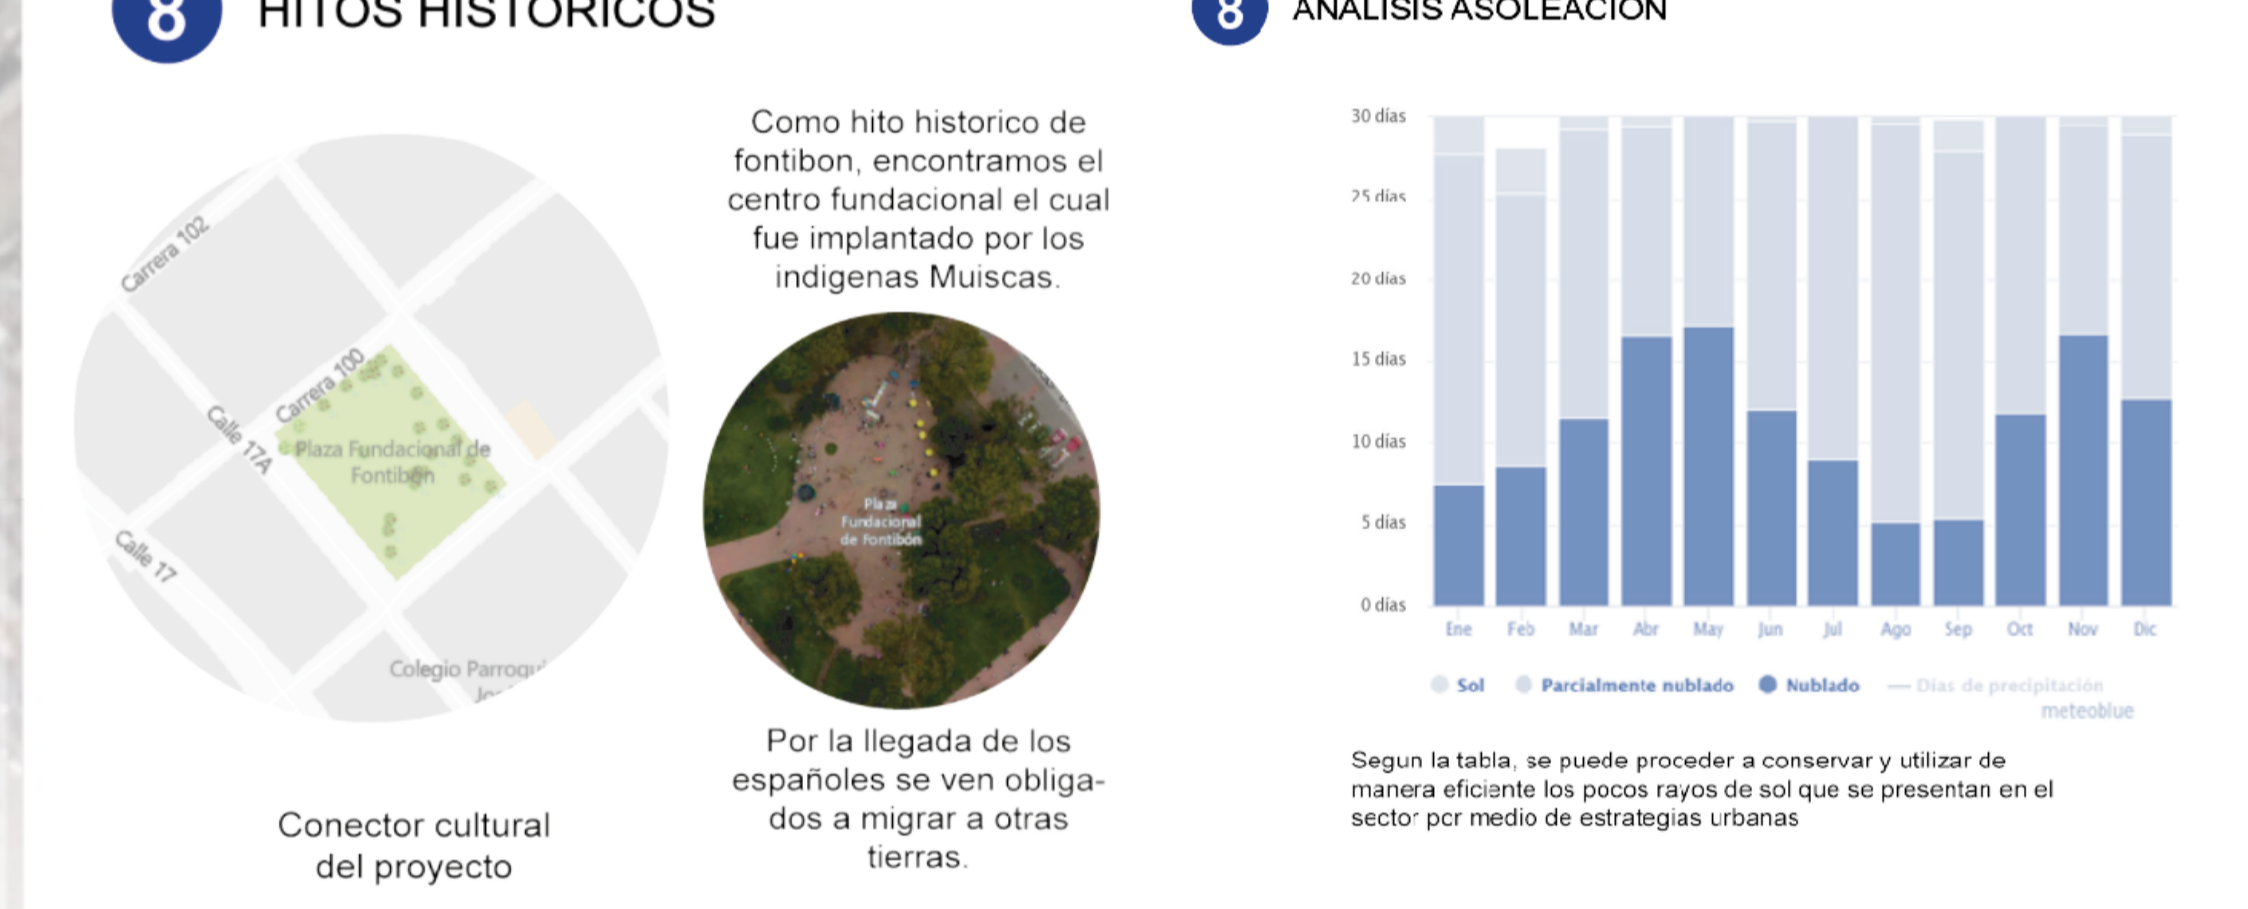 8
HITOS HISTORICOS
Carrera 102
Carrera 100
Calle 17A
Plaza Fundacional de
Fontibón
Calle 17
Colegio Parroqui
Como hito historico de
fontibon, encontramos el
centro fundacional el cual
fue implantado por los
indigenas Muiscas.
Plaza
Fundacional
de Fontibón
Por la llegada de los
españoles se ven obliga-
dos a migrar a otras
tierras.
Conector cultural
del proyecto
8
ANALISIS ASOLEACION
30 días
25 días
20 días
15 días
10 días
5 días
0 días
Ene Feb Mar Abr May Jun Jul Ago Sep Oct Nov Dic
Sol Parcialmente nublado Nublado Dias de precipitación
meteoblue
Segun la tabla, se puede proceder a conservar y utilizar de
manera eficiente los pocos rayos de sol que se presentan en el
sector por medio de estrategias urbanas